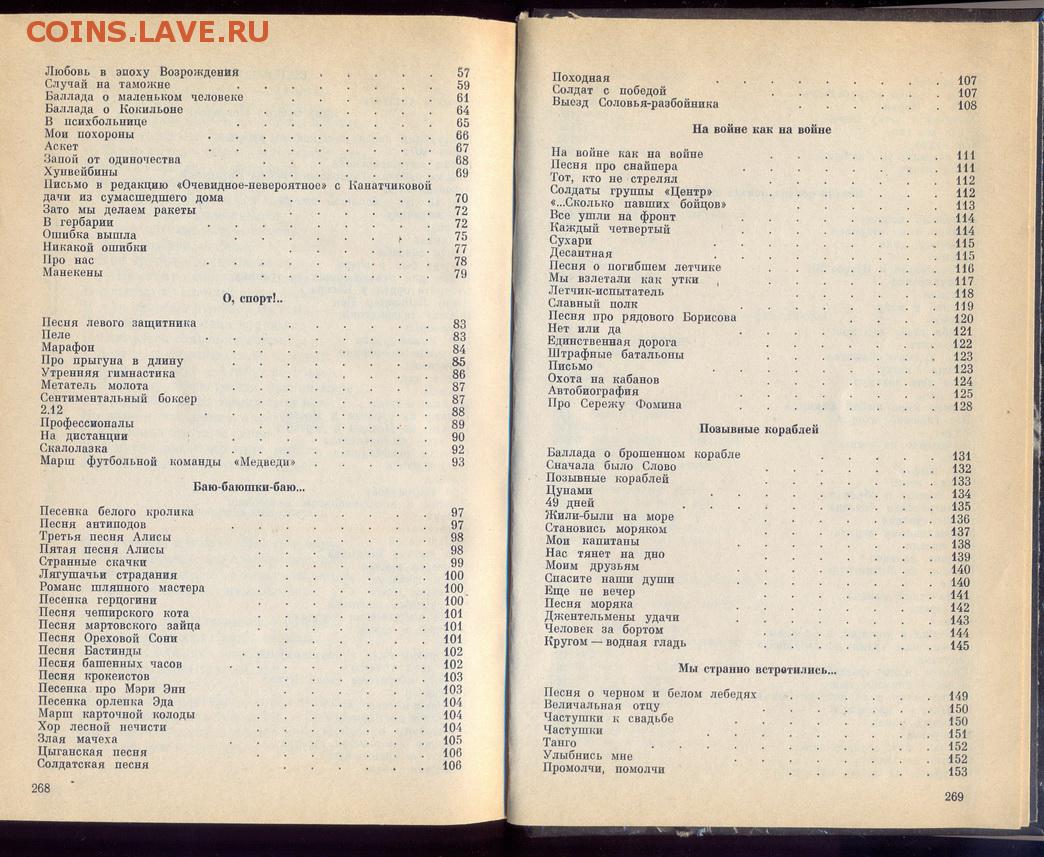 COINS.LAVE.RU
Любовь в эпоху Возрождения 57
Случай на таможне 59
Баллада о маленьком человеке 61
Баллада о Кокильоне 64
В психбольнице 65
Мои похороны 66
Аскет 67
Запой от одиночества 68
Хунвейбины 69
Письмо в редакцию «Очевидное-невероятное» с Канатчиковой
дачи из сумасшедшего дома 70
Зато мы делаем ракеты 72
В гербарии 72
Ошибка вышла 75
Никакой ошибки 77
Про нас 78
Манекены 79
О, спорт!..
Песня левого защитника 83
Пеле 83
Марафон 84
Про прыгуна в длину 85
Утренняя гимнастика 86
Метатель молота 87
Сентиментальный боксер 87
2.12 88
Профессионалы 89
На дистанции 90
Скалолазка 92
Марш футбольной команды «Медведи» 93
Баю-баюшки-баю...
Песенка белого кролика 97
Песня антиподов 97
Третья песня Алисы 98
Пятая песня Алисы 98
Странные скачки 99
Лягушачьи страдания 100
Романс шляпного мастера 100
Песенка герцогини 100
Песня чеширского кота 101
Песня мартовского зайца 101
Песня Ореховой Сони 101
Песня Бастинды 102
Песня башенных часов 102
Песня крокеистов 103
Песенка про Мэри Энн 103
Песенка орленка Эда 104
Марш карточной колоды 104
Хор лесной нечисти 104
Злая мачеха 105
Цыганская песня 106
Солдатская песня 106
268
Походная 107
Солдат с победой 107
Выезд Соловья-разбойника 108
На войне как на войне
На войне как на войне 111
Песня про снайпера 111
Тот, кто не стрелял 112
Солдаты группы «Центр» 112
«...Сколько павших бойцов» 113
Все ушли на фронт 114
Каждый четвертый 114
Сухари 115
Десантная 115
Песня о погибшем летчике 116
Мы взлетали как утки 117
Летчик-испытатель 118
Славный полк 119
Песня про рядового Борисова 120
Нет или да 121
Единственная дорога 122
Штрафные батальоны 123
Письмо 123
Охота на кабанов 124
Автобиография 125
Про Сережу Фомина 128
Позывные кораблей
Баллада о брошенном корабле 131
Сначала было Слово 132
Позывные кораблей 133
Цунами 134
49 дней 135
Жили-были на море 136
Становись моряком 137
Мои капитаны 138
Нас тянет на дно 139
Моим друзьям 140
Спасите наши души 140
Еще не вечер 141
Песня моряка 142
Джентельмены удачи 143
Человек за бортом 144
Кругом — водная гладь 145
Мы странно встретились...
Песня о черном и белом лебедях 149
Величальная отцу 150
Частушки к свадьбе 150
Частушки 151
Танго 152
Улыбнись мне 152
Промолчи, помолчи 153
269